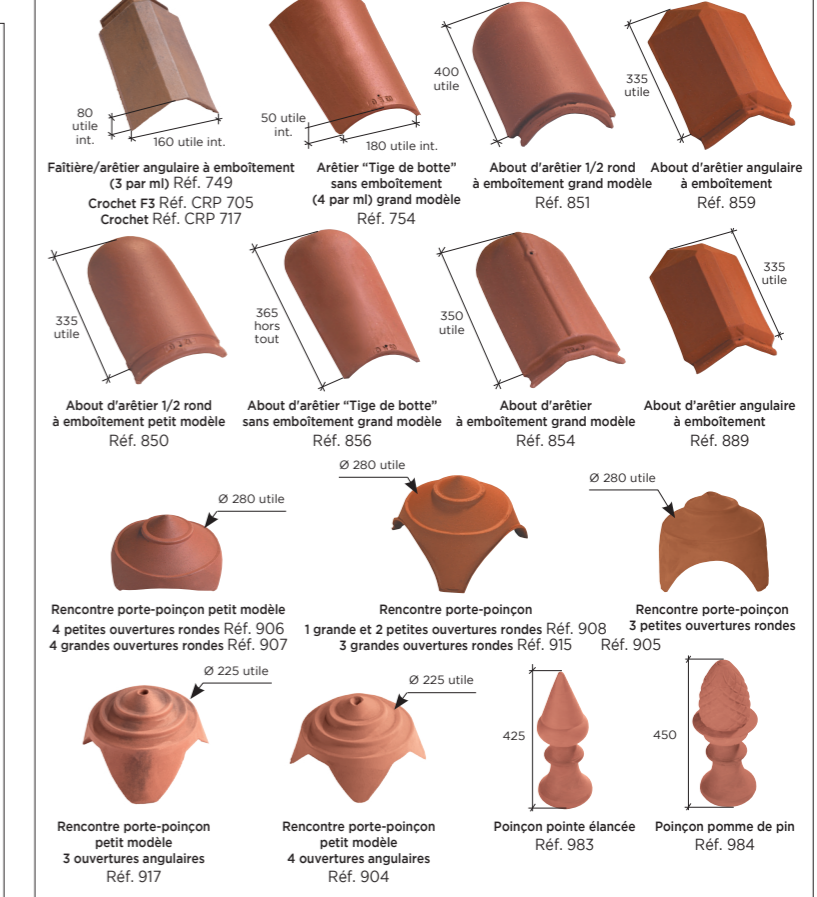 80
utile
int.
160 utile int.
50 utile
int.
180 utile int.
400
utile
335
utile
Faîtière/arêtier angulaire à emboîtement
(3 par ml) Réf. 749
Crochet F3 Réf. CRP 705
Crochet Réf. CRP 717
Arêtier “Tige de botte”
sans emboîtement
(4 par ml) grand modèle
Réf. 754
About d'arêtier 1/2 rond
à emboîtement grand modèle
Réf. 851
About d'arêtier angulaire
à emboîtement
Réf. 859
335
utile
365
hors
tout
350
utile
335
utile
About d'arêtier 1/2 rond
à emboîtement petit modèle
Réf. 850
About d'arêtier “Tige de botte”
sans emboîtement grand modèle
Réf. 856
About d'arêtier
à emboîtement grand modèle
Réf. 854
About d’arêtier angulaire
à emboîtement
Réf. 889
Ø 280 utile
Ø 280 utile
Ø 280 utile
Rencontre porte-poinçon petit modèle
4 petites ouvertures rondes Réf. 906
4 grandes ouvertures rondes Réf. 907
Rencontre porte-poinçon
1 grande et 2 petites ouvertures rondes Réf. 908
3 grandes ouvertures rondes Réf. 915
Rencontre porte-poinçon
3 petites ouvertures rondes
Réf. 905
Ø 225 utile
Ø 225 utile
425
450
Rencontre porte-poinçon
petit modèle
3 ouvertures angulaires
Réf. 917
Rencontre porte-poinçon
petit modèle
4 ouvertures angulaires
Réf. 904
Poinçon pointe élancée
Réf. 983
Poinçon pomme de pin
Réf. 984